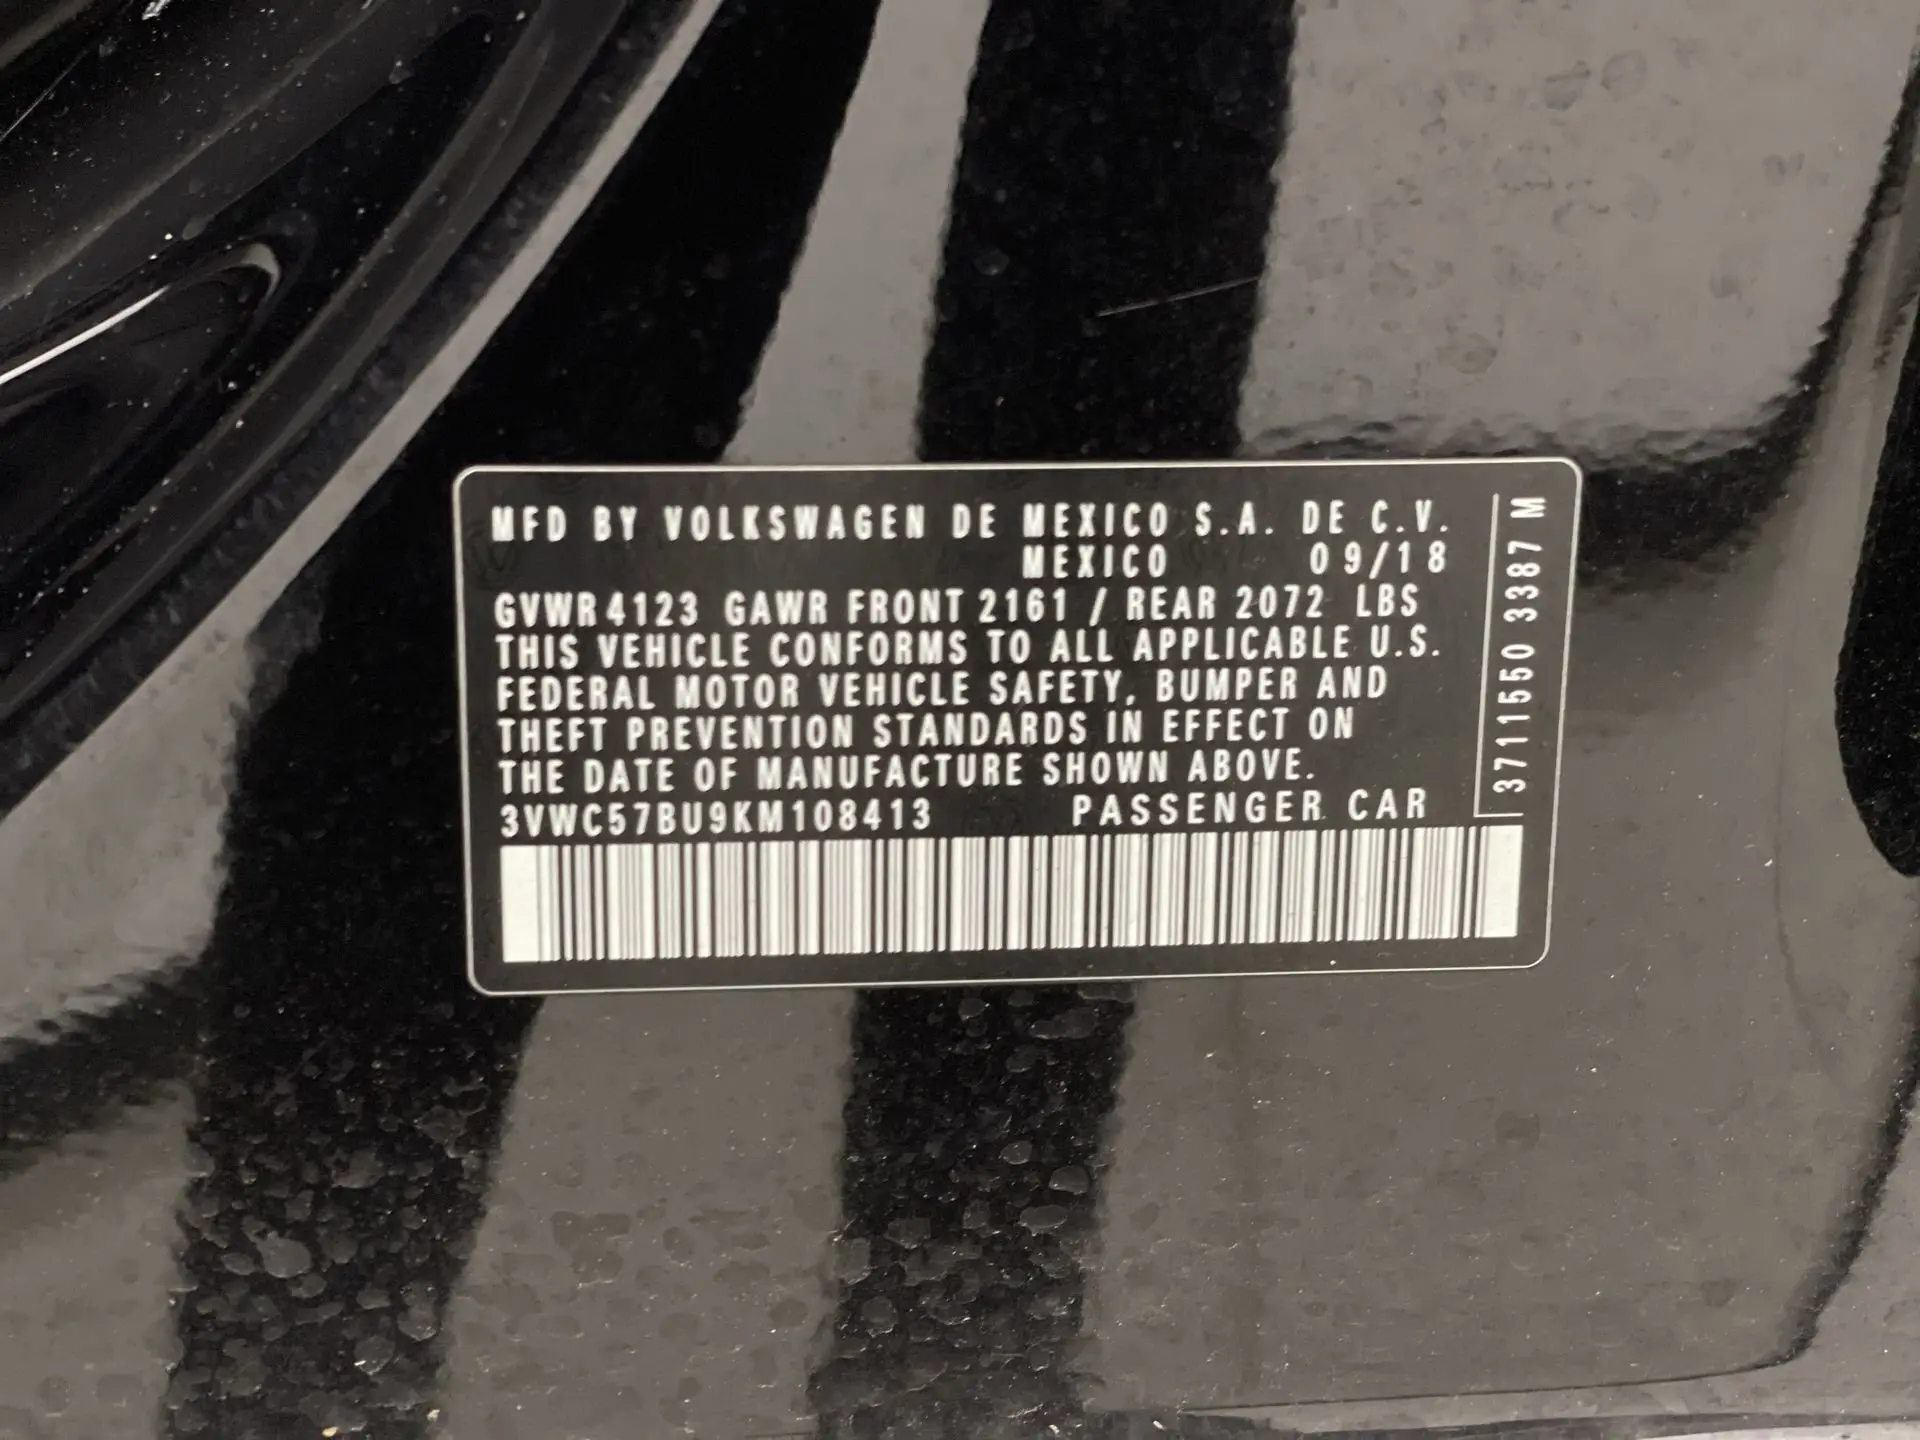 MFD BY VOLKSWAGEN DE MEXICO S.A. DE C.V.
MEXICO 09/18
GVWR 4123 GAWR FRONT 2161 / REAR 2072 LBS
THIS VEHICLE CONFORMS TO ALL APPLICABLE U.S.
FEDERAL MOTOR VEHICLE SAFETY, BUMPER AND
THEFT PREVENTION STANDARDS IN EFFECT ON
THE DATE OF MANUFACTURE SHOWN ABOVE.
3VWC57BU9KM108413 PASSENGER CAR
3711550 3387 M